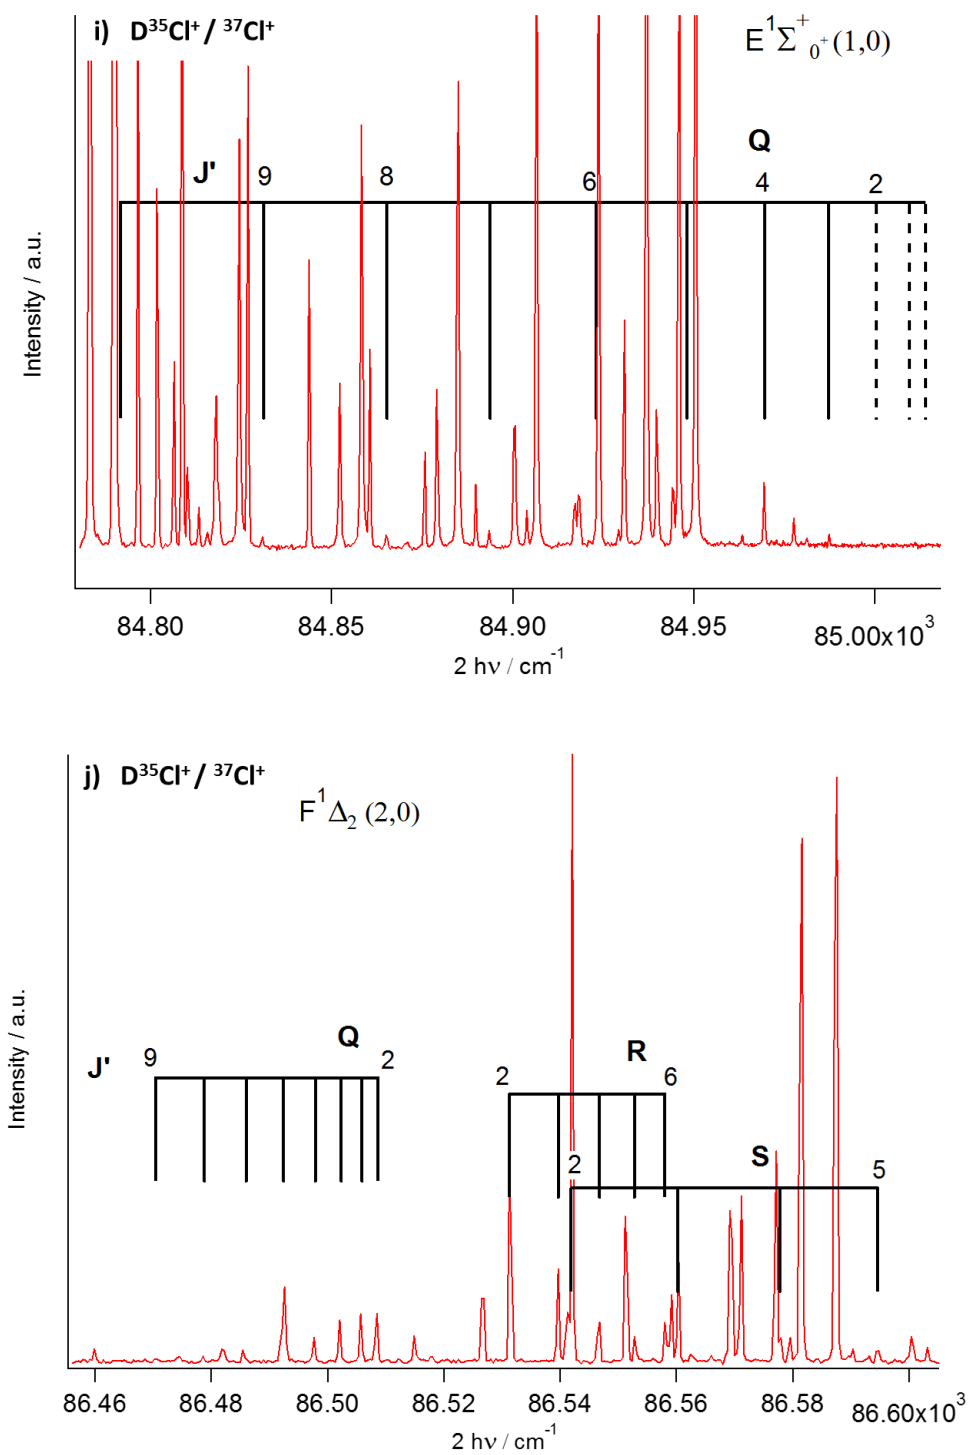 i) D³⁵Cl⁺ / ³⁷Cl⁺
E¹Σ⁺₀⁺ (1,0)
Q
J' 9 8 6 4 2
Intensity / a.u.
84.80 84.85 84.90 84.95 85.00x10³
2 hν / cm⁻¹
j) D³⁵Cl⁺ / ³⁷Cl⁺
F¹Δ₂ (2,0)
Q
J' 9 2
R
2 6
S
2 5
Intensity / a.u.
86.46 86.48 86.50 86.52 86.54 86.56 86.58 86.60x10³
2 hν / cm⁻¹